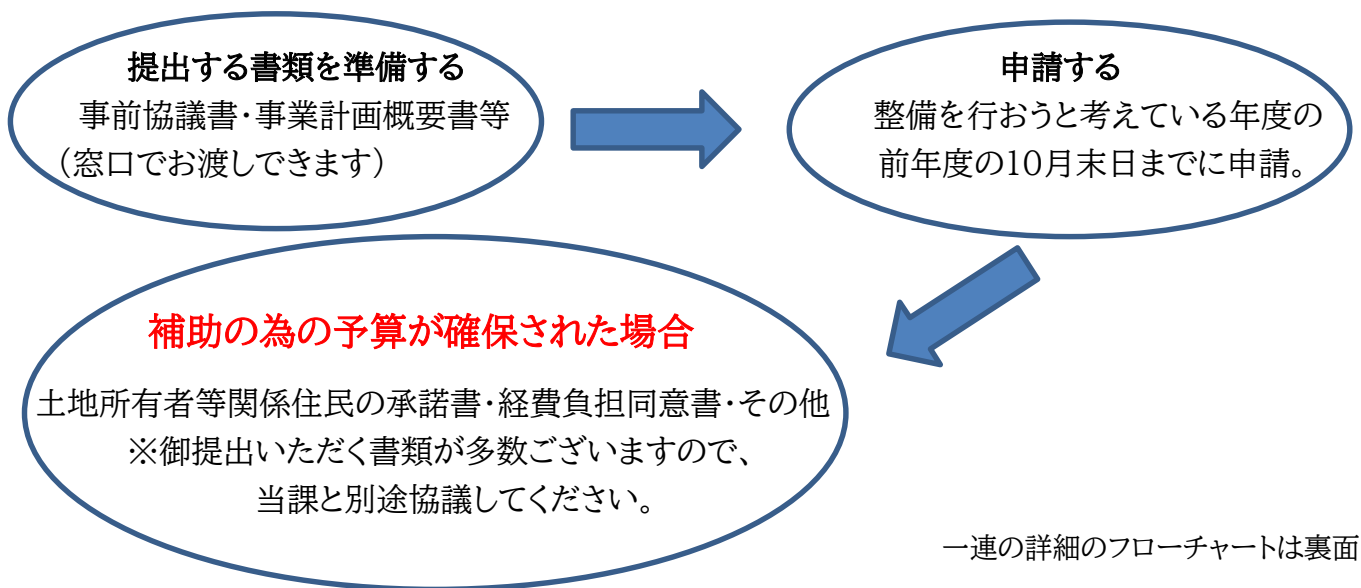 提出する書類を準備する
事前協議書・事業計画概要書等
（窓口でお渡しできます）
申請する
整備を行おうと考えている年度の
前年度の10月末日までに申請。
補助の為の予算が確保された場合
土地所有者等関係住民の承諾書・経費負担同意書・その他
※御提出いただく書類が多数ございますので、
当課と別途協議してください。
一連の詳細のフローチャートは裏面